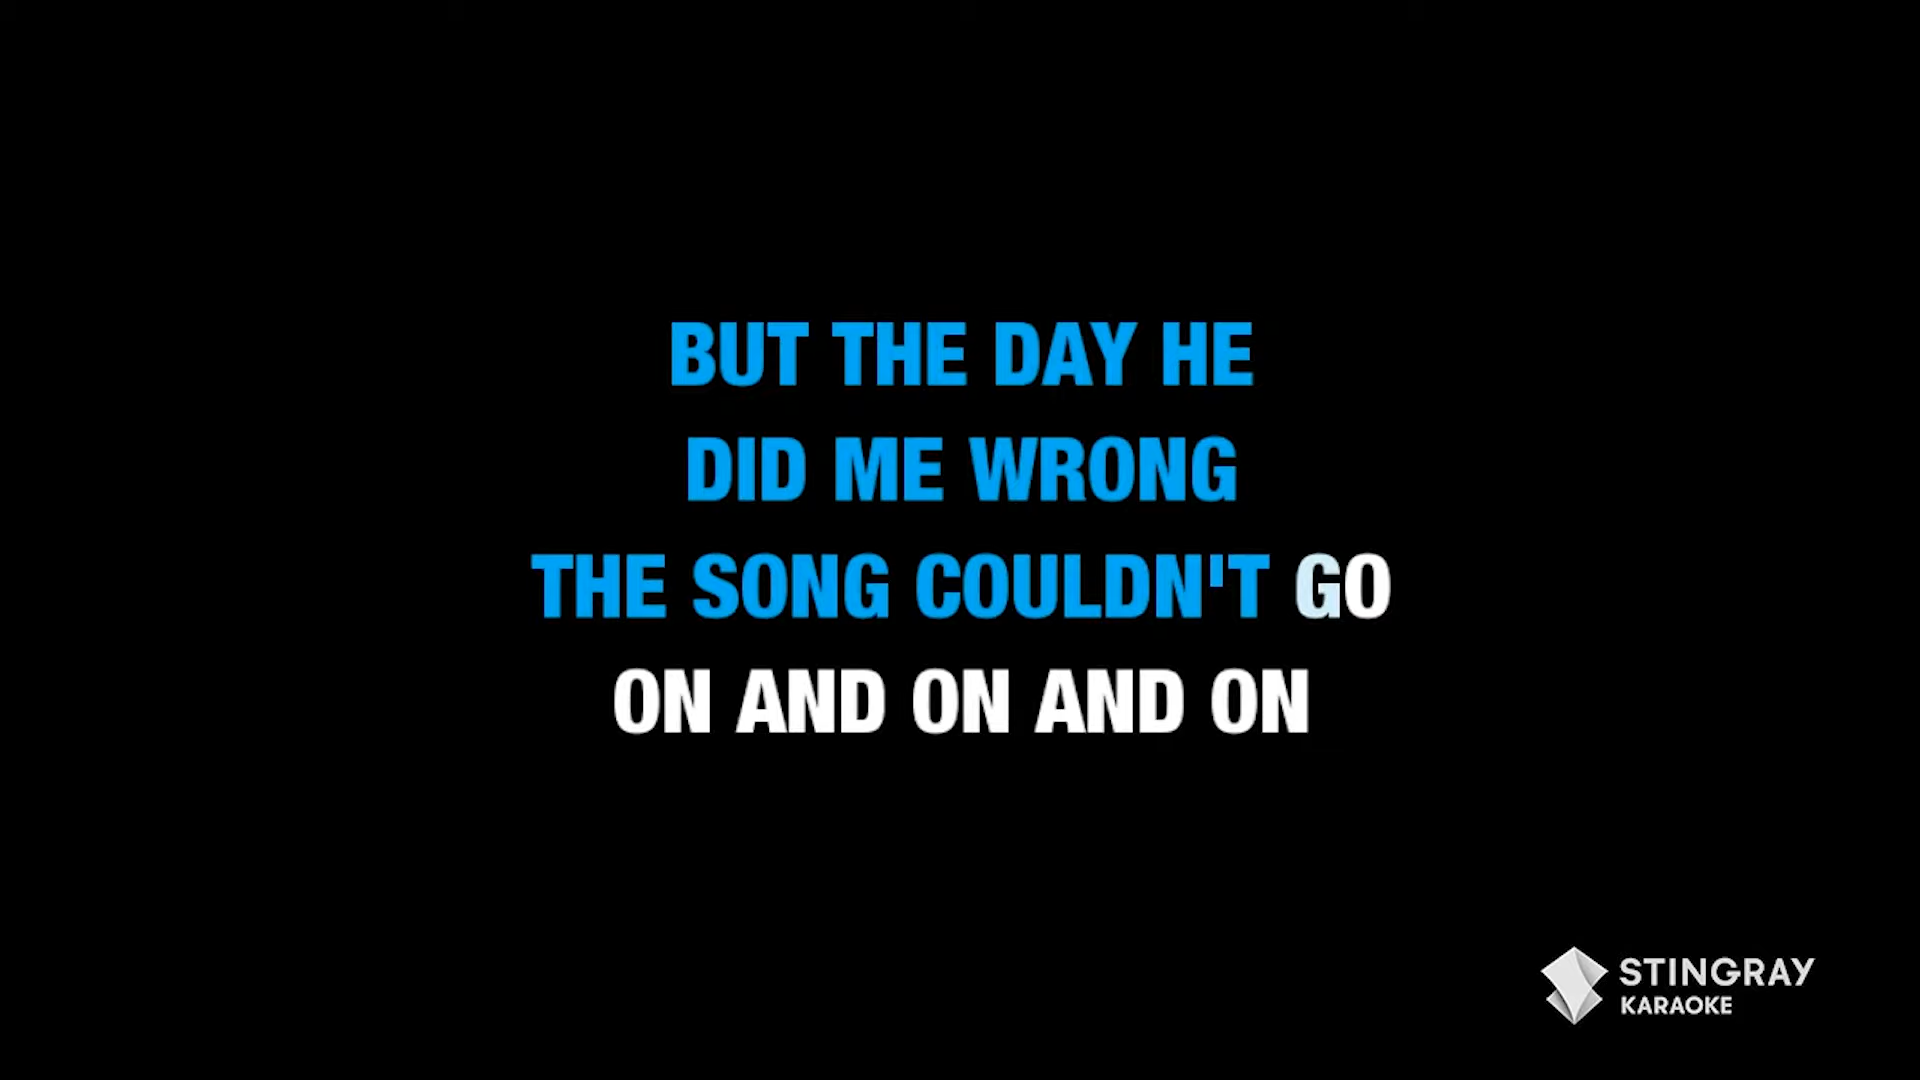 BUT THE DAY HE
DID ME WRONG
THE SONG COULDN'T GO
ON AND ON AND ON
STINGRAY
KARAOKE